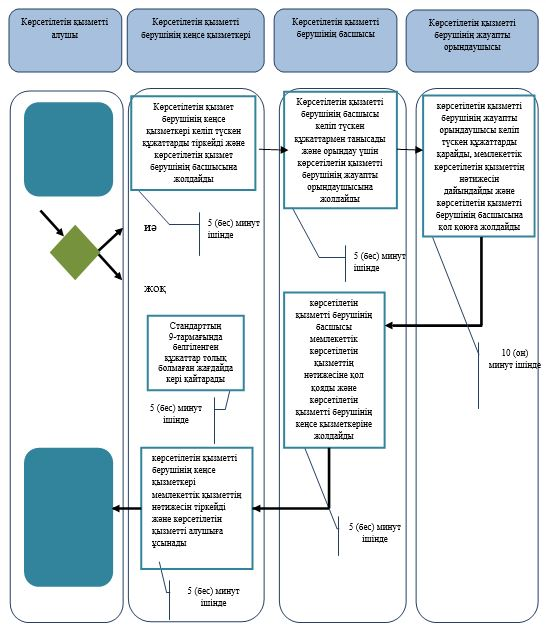 Көрсетілетін қызметті
алушы
Көрсетілетін қызметті
берушінің кеңсе қызметкері
Көрсетілетін қызметті
берушінің басшысы
Көрсетілетін қызметті
берушінің жауапты
орындаушысы
Көрсетілетін қызмет
берушінің кеңсе
қызметкері келіп түскен
құжаттарды тіркейді және
көрсетілетін қызмет
берушінің басшысына
жолдайды
Көрсетілетін қызметті
берушінің басшысы
келіп түскен
құжаттармен танысады
және орындау үшін
көрсетілетін қызметті
берушінің жауапты
орындаушысына
жолдайды
көрсетілетін қызметті
берушінің жауапты
орындаушысы келіп
түскен құжаттарды
қарайды, мемлекеттік
көрсетілетін қызметтің
нәтижесін
дайындайды және
көрсетілетін қызметті
берушінің басшысына
қол қоюға жолдайды
иә
5 (бес) минут
ішінде
5 (бес) минут
ішінде
жоқ
Стандарттың
9-тармағында
белгіленген
құжаттар толық
болмаған жағдайда
кері қайтарады
көрсетілетін
қызметті берушінің
басшысы
мемлекеттік
көрсетілетін
қызметтің
нәтижесіне қол
қояды және
көрсетілетін
қызметті берушінің
кеңсе қызметкеріне
жолдайды
10 (он)
минут ішінде
5 (бес) минут
ішінде
көрсетілетін қызметті
берушінің кеңсе
қызметкері
мемлекеттік қызметтің
нәтижесін тіркейді
және көрсетілетін
қызметті алушыға
ұсынады
5 (бес) минут
ішінде
5 (бес) минут
ішінде